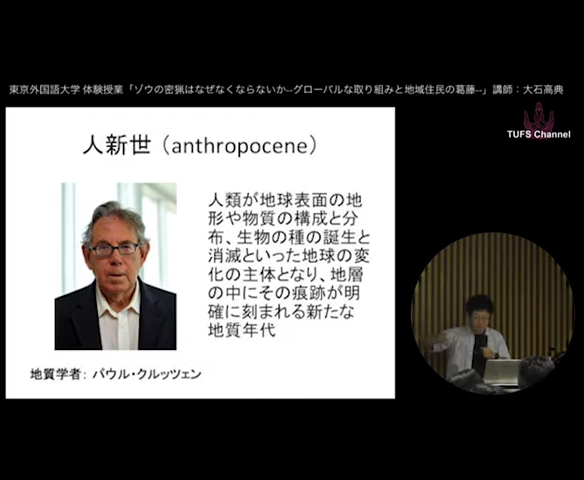 東京外国語大学 体験授業「ゾウの密猟はなぜなくならないか--グローバルな取り組みと地域住民の葛藤--」講師：大石高典
TUFS Channel
人新世（anthropocene）
人類が地球表面の地
形や物質の構成と分
布、生物の種の誕生と
消滅といった地球の変
化の主体となり、地層
の中にその痕跡が明
確に刻まれる新たな
地質年代
地質学者： パウル・クルッツェン